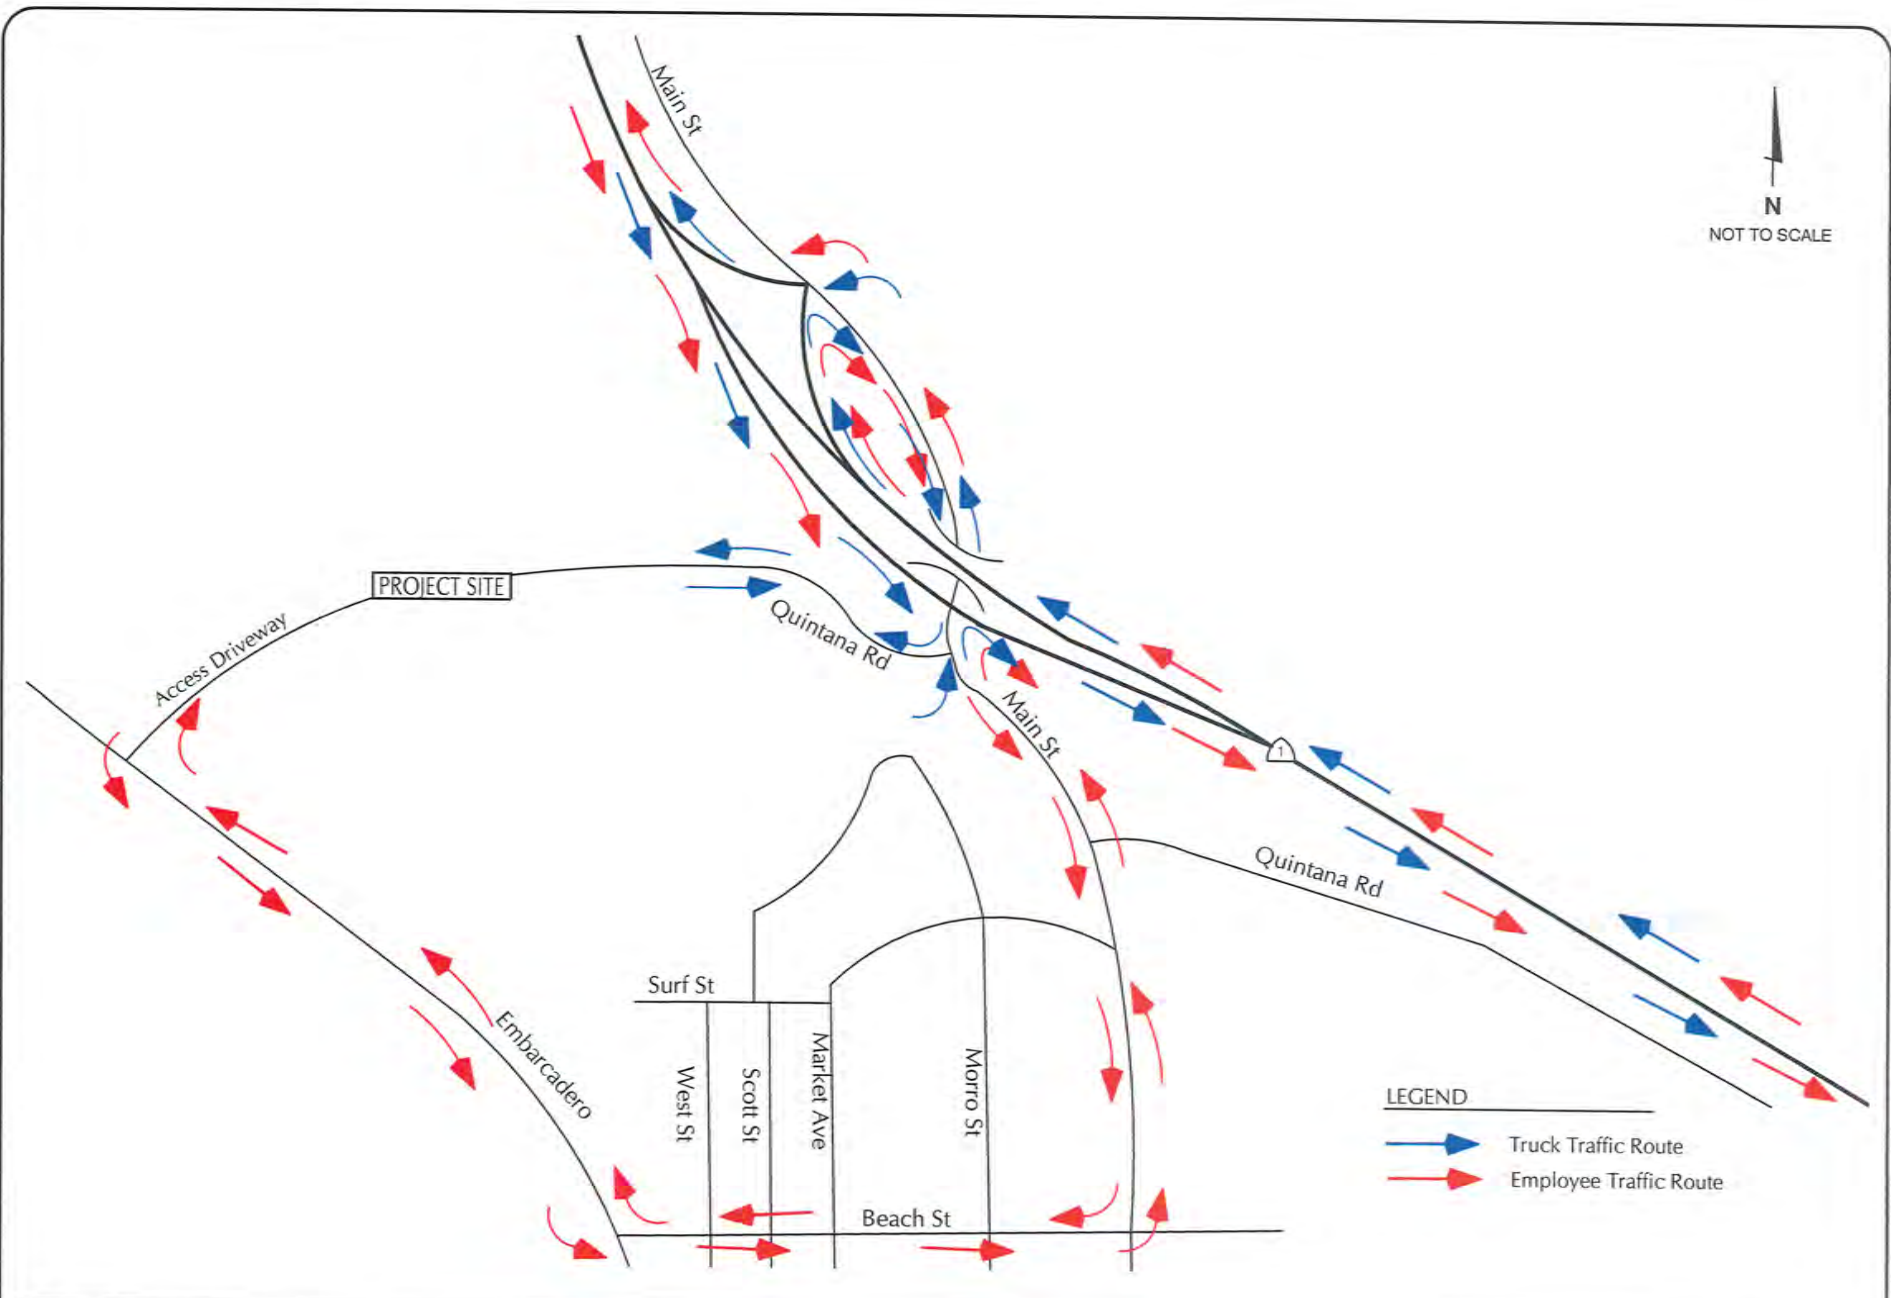 Main St
N
NOT TO SCALE
PROJECT SITE
Access Driveway
Quintana Rd
Main St
1
Quintana Rd
Surf St
Embarcadero
West St
Scott St
Market Ave
Morro St
Beach St
LEGEND
Truck Traffic Route
Employee Traffic Route